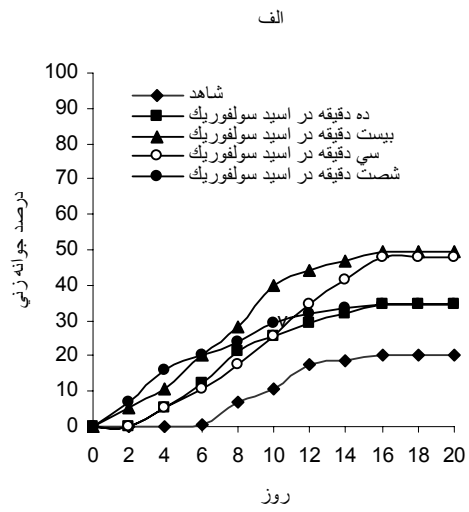 الف
100
90
80
70
60
50
40
30
20
10
0
درصد جوانه زني
شاهد
ده دقيقه در اسيد سولفوريك
بيست دقيقه در اسيد سولفوريك
سي دقيقه در اسيد سولفوريك
شصت دقيقه در اسيد سولفوريك
0 2 4 6 8 10 12 14 16 18 20
روز